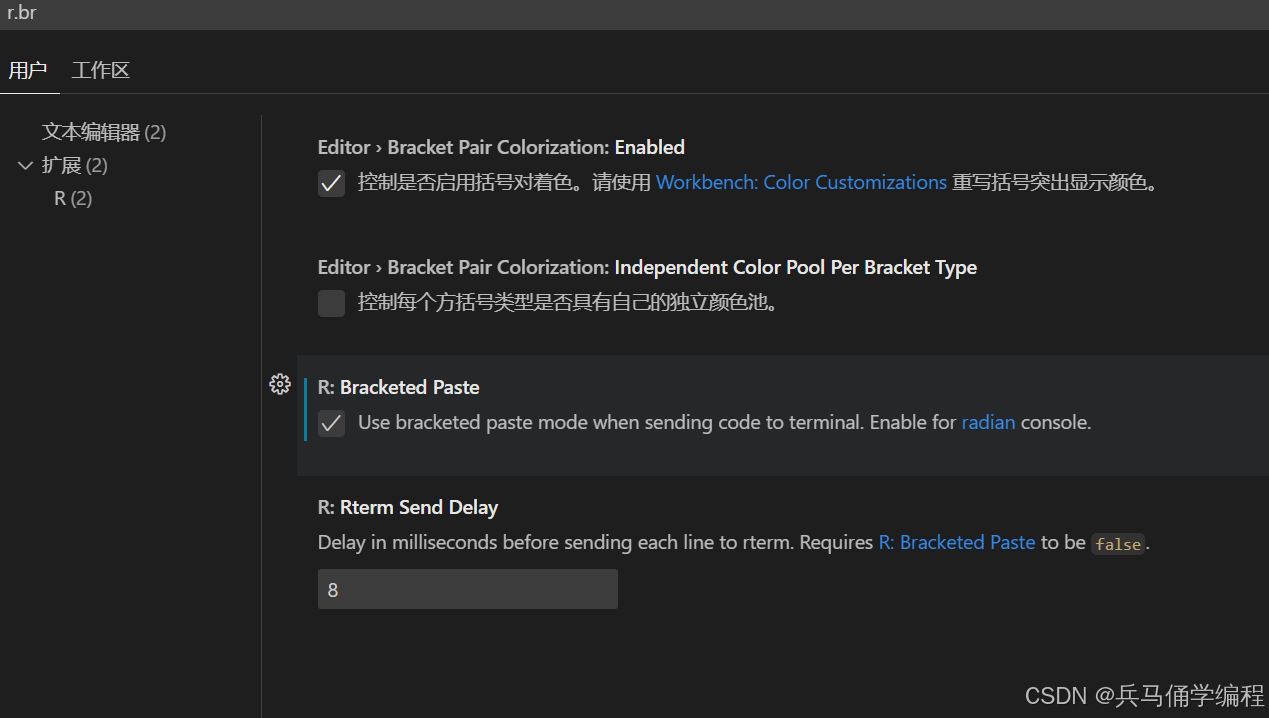 r.br
用户 工作区
文本编辑器 (2)
扩展 (2)
R (2)
Editor › Bracket Pair Colorization: Enabled
控制是否启用括号对着色。请使用 Workbench: Color Customizations 重写括号突出显示颜色。
Editor › Bracket Pair Colorization: Independent Color Pool Per Bracket Type
控制每个方括号类型是否具有自己的独立颜色池。
R: Bracketed Paste
Use bracketed paste mode when sending code to terminal. Enable for radian console.
R: Rterm Send Delay
Delay in milliseconds before sending each line to rterm. Requires R: Bracketed Paste to be false.
8
CSDN @兵马俑学编程